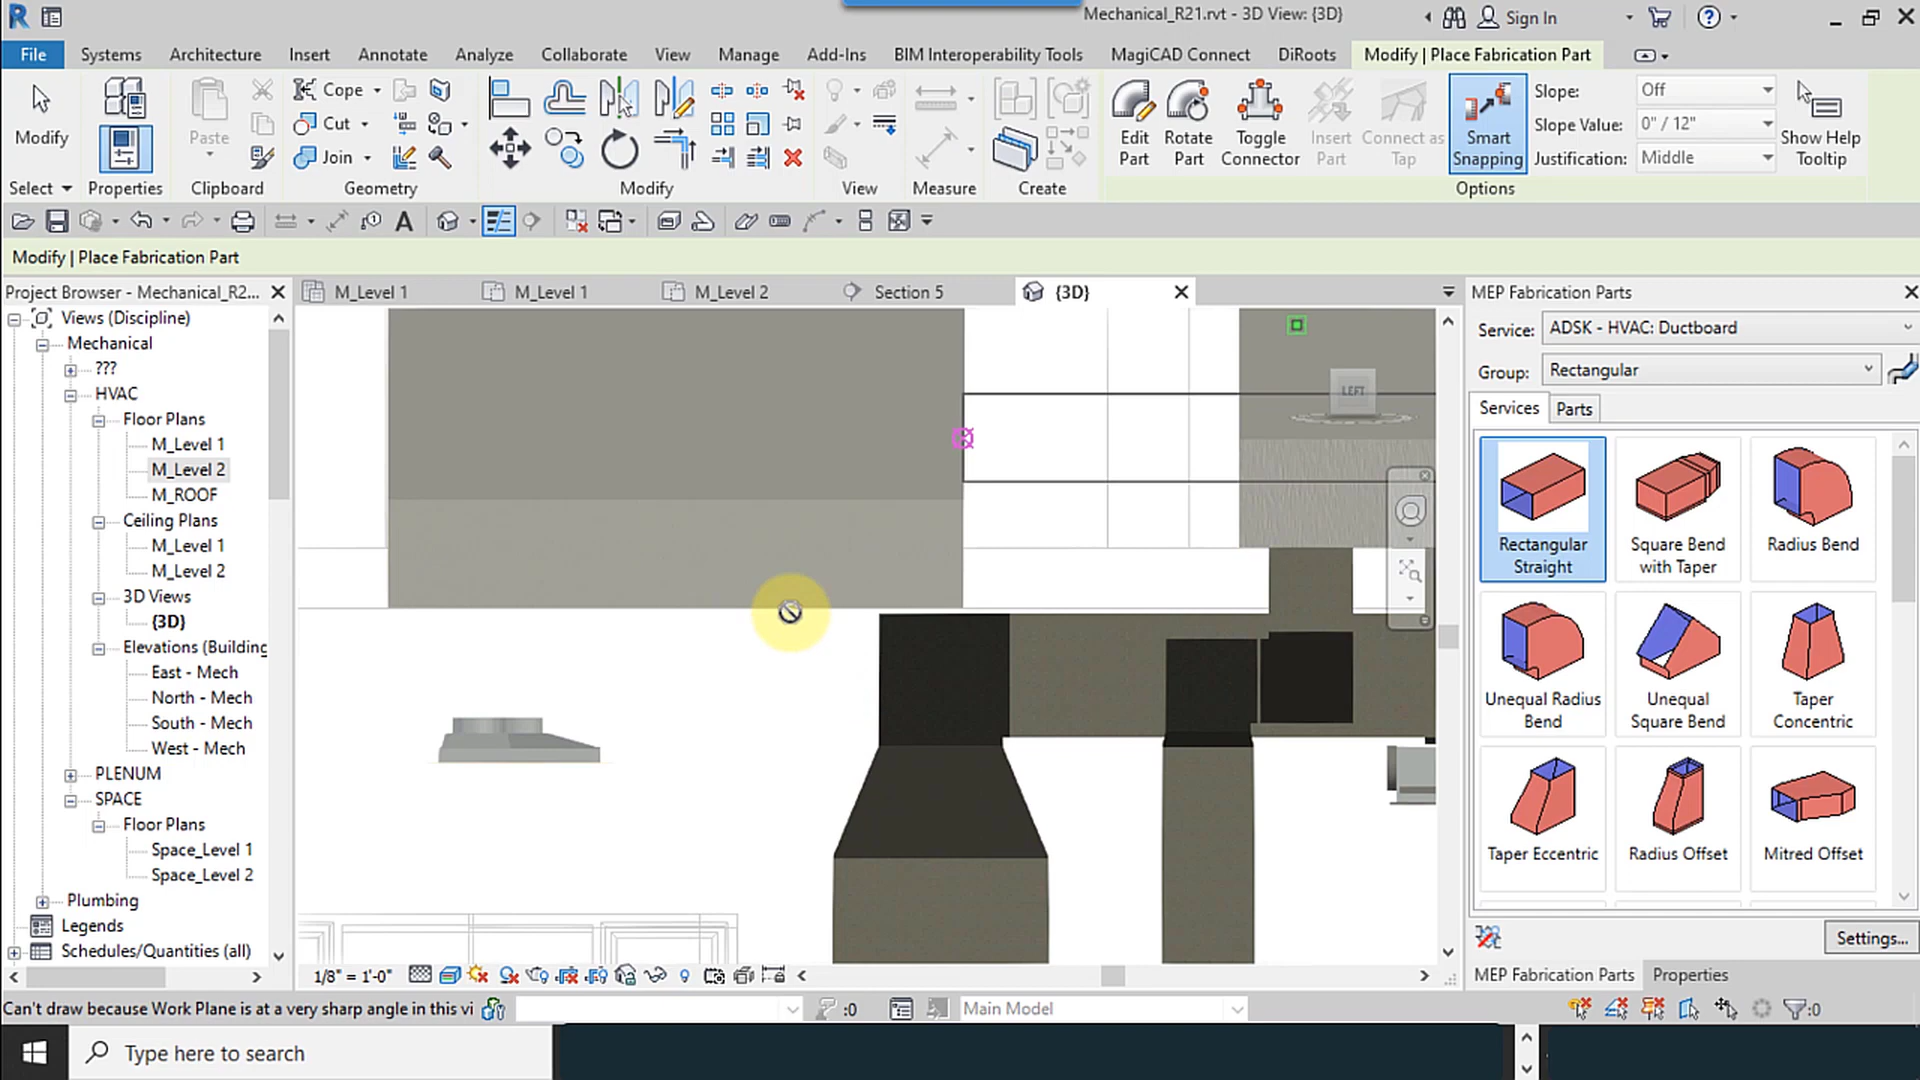 Mechanical_R21.rvt - 3D View: {3D}
Sign In
File
Systems
Architecture
Insert
Annotate
Analyze
Collaborate
View
Manage
Add-Ins
BIM Interoperability Tools
MagiCAD Connect
DiRoots
Modify | Place Fabrication Part
Modify
Paste
Cope
Cut
Join
Edit Part
Rotate Part
Toggle Connector
Insert Part
Connect as Tap
Smart Snapping
Slope: Off
Slope Value: 0" / 12"
Justification: Middle
Show Help Tooltip
Select
Properties
Clipboard
Geometry
Modify
View
Measure
Create
Options
Modify | Place Fabrication Part
Project Browser - Mechanical_R2...
M_Level 1
M_Level 1
M_Level 2
Section 5
{3D}
MEP Fabrication Parts
Views (Discipline)
Mechanical
???
HVAC
Floor Plans
M_Level 1
M_Level 2
M_ROOF
Ceiling Plans
M_Level 1
M_Level 2
3D Views
{3D}
Elevations (Building
East - Mech
North - Mech
South - Mech
West - Mech
PLENUM
SPACE
Floor Plans
Space_Level 1
Space_Level 2
Plumbing
Legends
Schedules/Quantities (all)
LEFT
Service: ADSK - HVAC: Ductboard
Group: Rectangular
Services
Parts
Rectangular Straight
Square Bend with Taper
Radius Bend
Unequal Radius Bend
Unequal Square Bend
Taper Concentric
Taper Eccentric
Radius Offset
Mitred Offset
Settings...
MEP Fabrication Parts
Properties
1/8" = 1'-0"
Can't draw because Work Plane is at a very sharp angle in this vi
:0
Main Model
:0
Type here to search